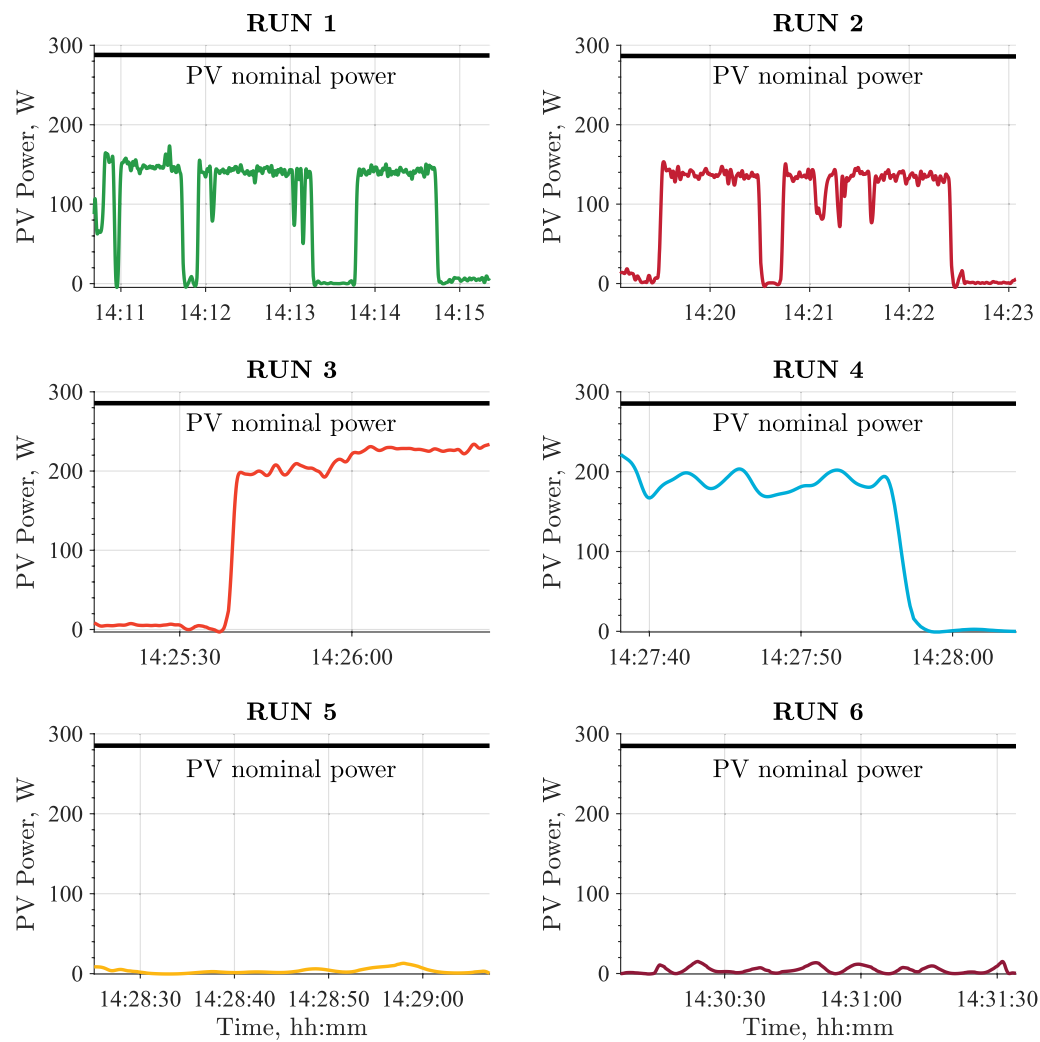 RUN 1
300
200
100
0
PV Power, W
PV nominal power
14:11 14:12 14:13 14:14 14:15
RUN 2
300
200
100
0
PV Power, W
PV nominal power
14:20 14:21 14:22 14:23
RUN 3
300
200
100
0
PV Power, W
PV nominal power
14:25:30 14:26:00
RUN 4
300
200
100
0
PV Power, W
PV nominal power
14:27:40 14:27:50 14:28:00
RUN 5
300
200
100
0
PV Power, W
PV nominal power
14:28:30 14:28:40 14:28:50 14:29:00
Time, hh:mm
RUN 6
300
200
100
0
PV Power, W
PV nominal power
14:30:30 14:31:00 14:31:30
Time, hh:mm